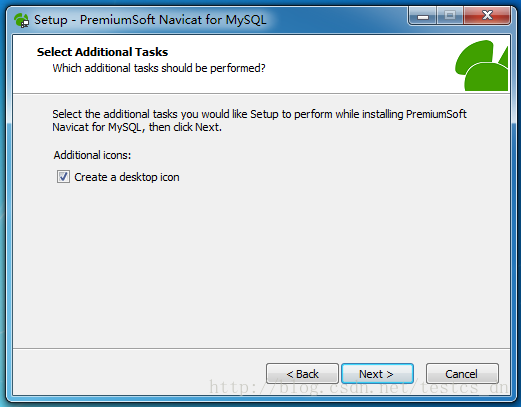 Setup - PremiumSoft Navicat for MySQL
Select Additional Tasks
Which additional tasks should be performed?
Select the additional tasks you would like Setup to perform while installing PremiumSoft
Navicat for MySQL, then click Next.
Additional icons:
Create a desktop icon
< Back
Next >
Cancel
http://blog.csdn.net/testcs_dn